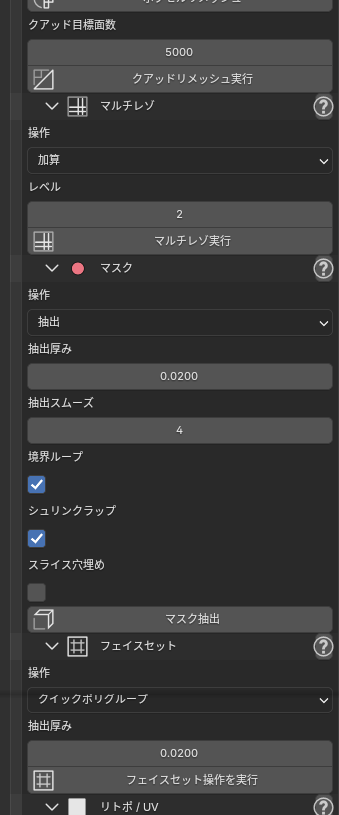 クアッド目標面数
5000
クアッドリメッシュ実行
マルチレゾ
操作
加算
レベル
2
マルチレゾ実行
マスク
操作
抽出
抽出厚み
0.0200
抽出スムーズ
4
境界ループ
シュリンクラップ
スライス穴埋め
マスク抽出
フェイスセット
操作
クイックポリグループ
抽出厚み
0.0200
フェイスセット操作を実行
リトポ / UV